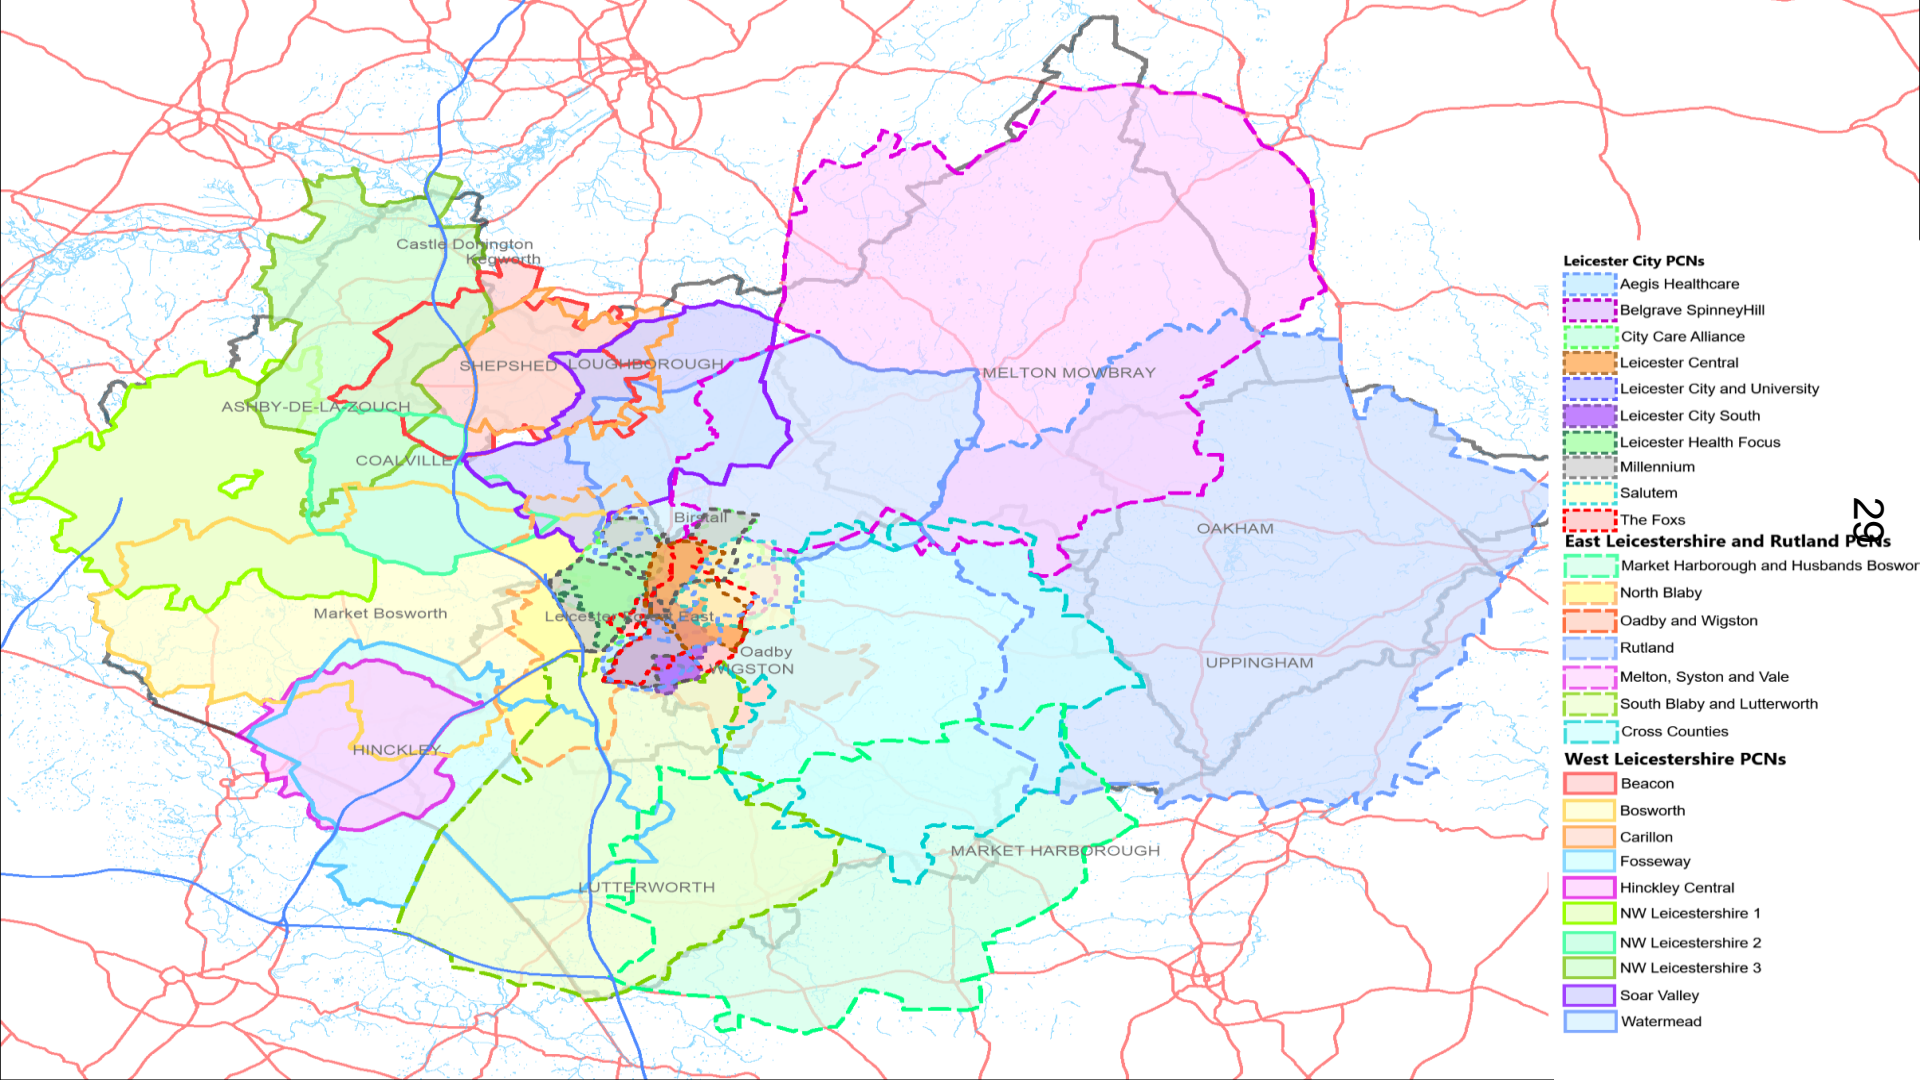 Castle Donington
Kegworth
SHEPSHED
LOUGHBOROUGH
MELTON MOWBRAY
ASHBY-DE-LA-ZOUCH
COALVILLE
Birstall
OAKHAM
Market Bosworth
Leicester Forest East
Oadby
WIGSTON
UPPINGHAM
HINCKLEY
MARKET HARBOROUGH
LUTTERWORTH
Leicester City PCNs
Aegis Healthcare
Belgrave SpinneyHill
City Care Alliance
Leicester Central
Leicester City and University
Leicester City South
Leicester Health Focus
Millennium
Salutem
The Foxs
East Leicestershire and Rutland PCNs
Market Harborough and Husbands Boswor
North Blaby
Oadby and Wigston
Rutland
Melton, Syston and Vale
South Blaby and Lutterworth
Cross Counties
West Leicestershire PCNs
Beacon
Bosworth
Carillon
Fosseway
Hinckley Central
NW Leicestershire 1
NW Leicestershire 2
NW Leicestershire 3
Soar Valley
Watermead
29